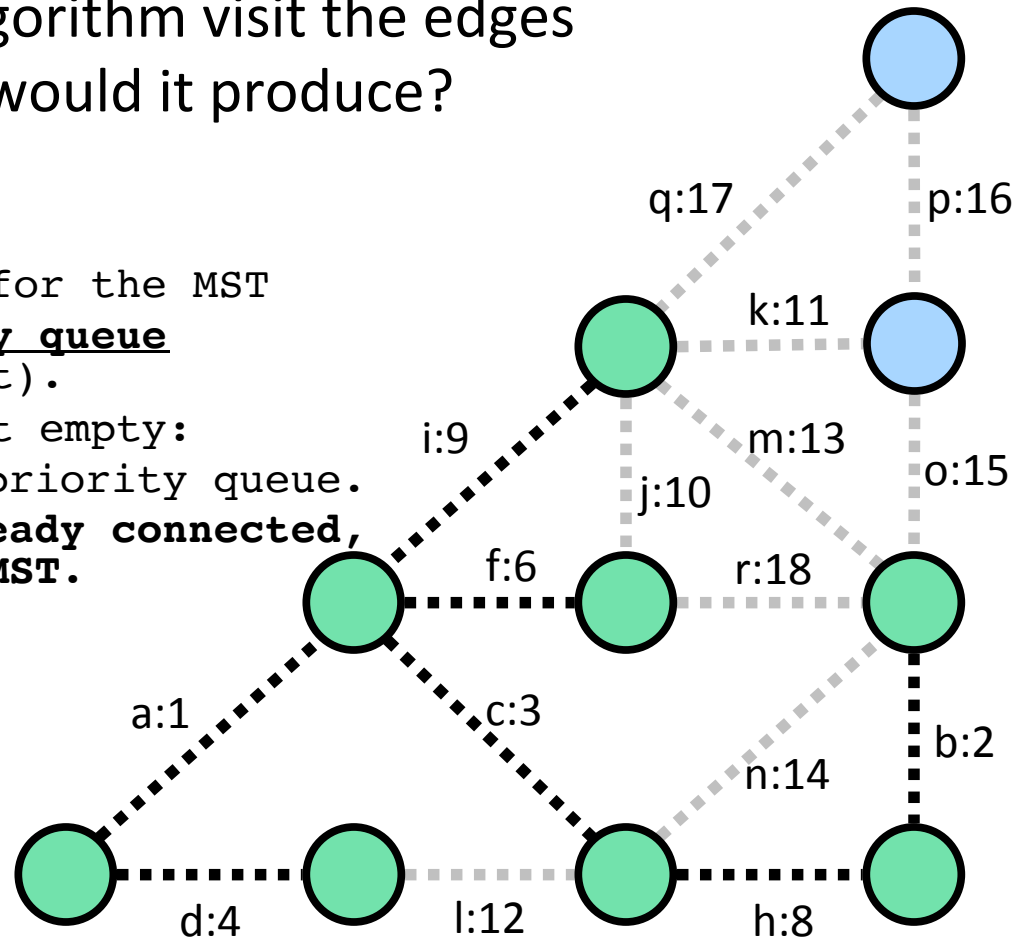 gorithm visit the edges
would it produce?
q:17
p:16
for the MST
y queue
k:11
t).
t empty:
i:9
m:13
priority queue.
o:15
j:10
eady connected,
f:6
r:18
MST.
a:1
c:3
b:2
n:14
d:4
l:12
h:8